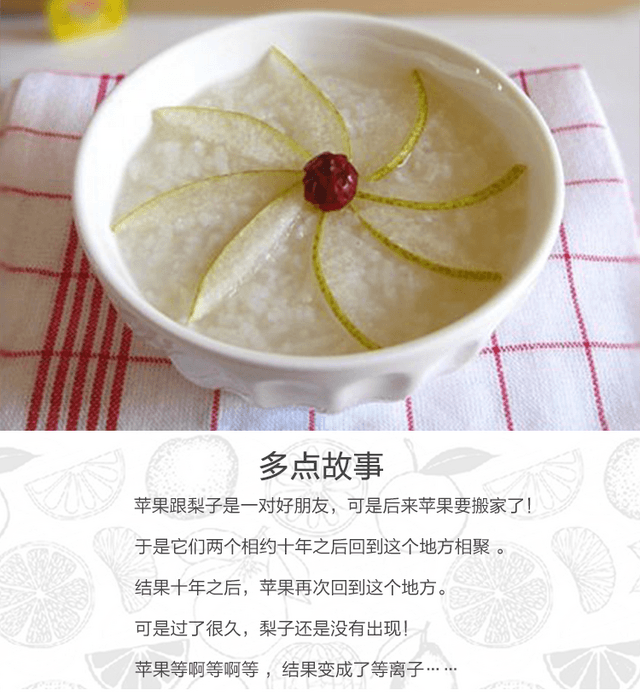 多点故事
苹果跟梨子是一对好朋友，可是后来苹果要搬家了！
于是它们两个相约十年之后回到这个地方相聚 。
结果十年之后，苹果再次回到这个地方。
可是过了很久，梨子还是没有出现！
苹果等啊等啊等 ，结果变成了等离子……